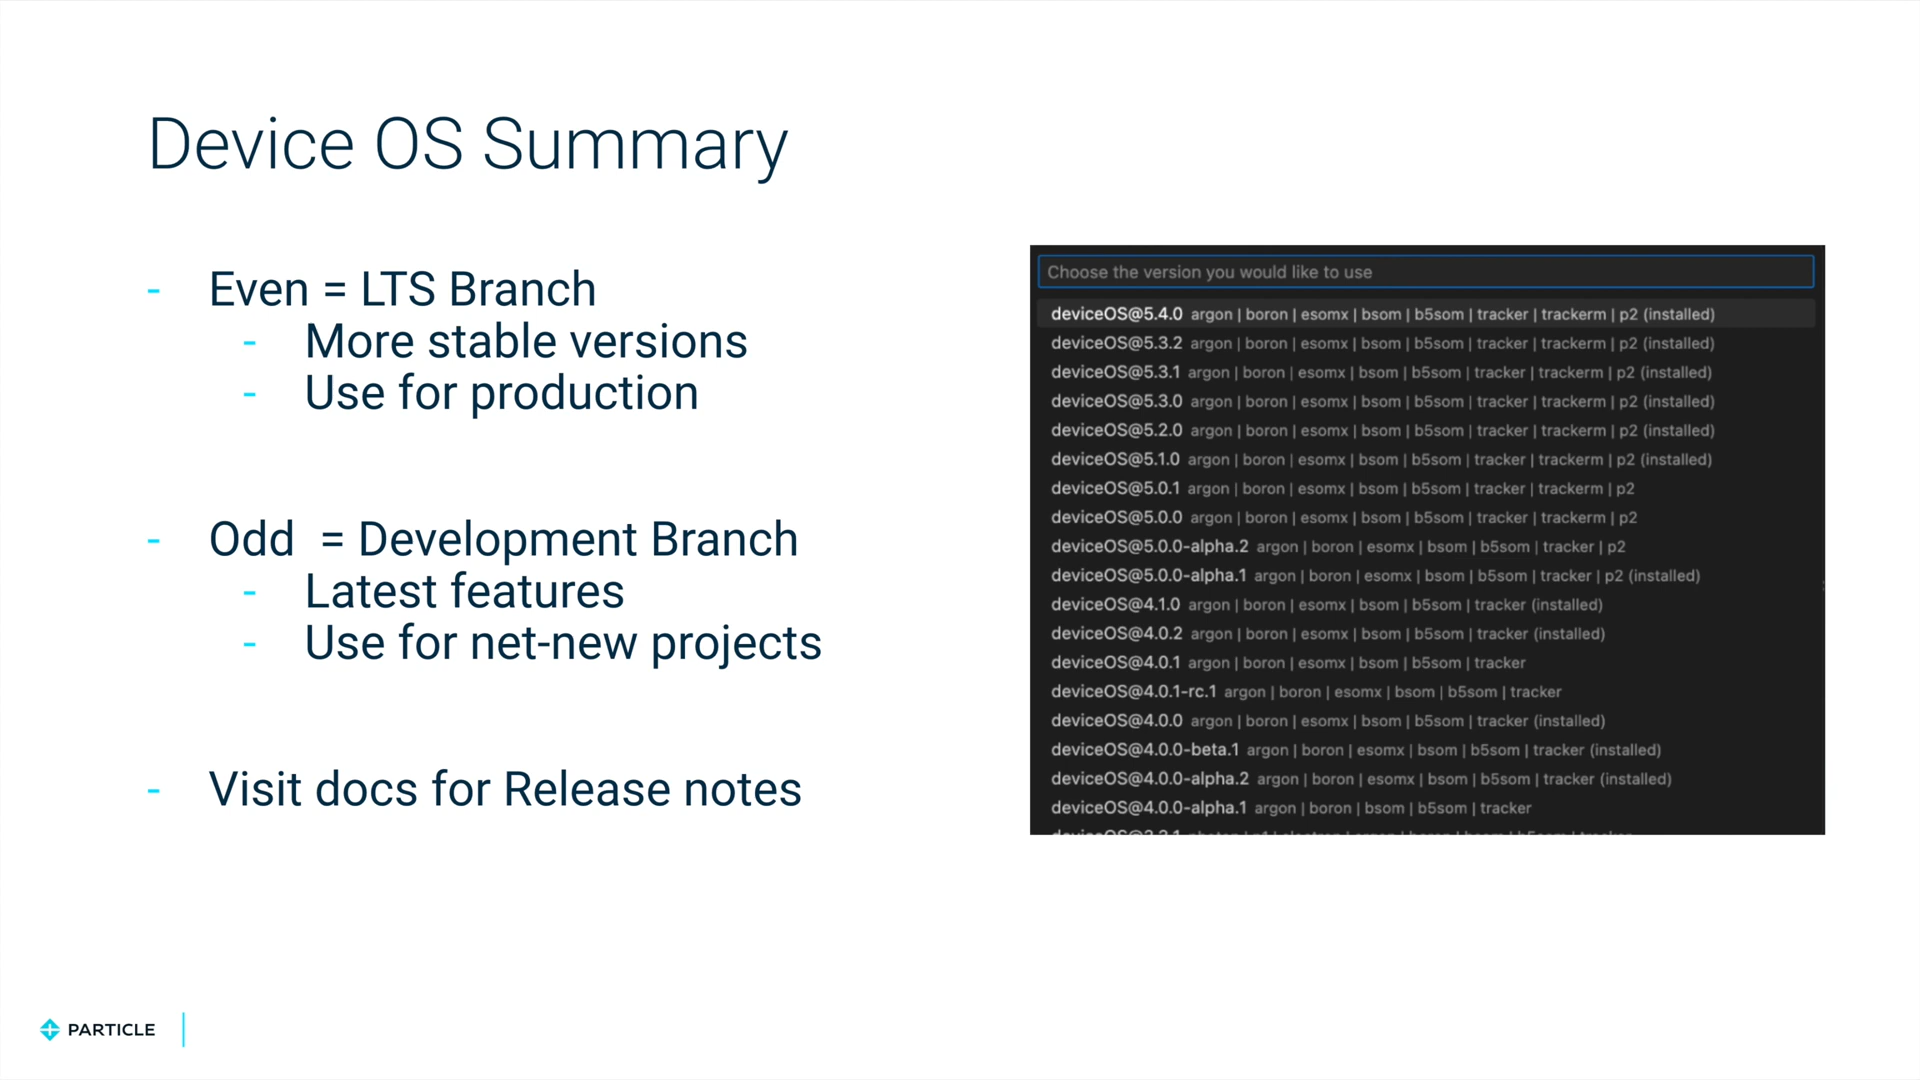 Device OS Summary
- Even = LTS Branch
- More stable versions
- Use for production
- Odd = Development Branch
- Latest features
- Use for net-new projects
- Visit docs for Release notes
Choose the version you would like to use
deviceOS@5.4.0 argon | boron | esomx | bsom | b5som | tracker | trackerm | p2 (installed)
deviceOS@5.3.2 argon | boron | esomx | bsom | b5som | tracker | trackerm | p2 (installed)
deviceOS@5.3.1 argon | boron | esomx | bsom | b5som | tracker | trackerm | p2 (installed)
deviceOS@5.3.0 argon | boron | esomx | bsom | b5som | tracker | trackerm | p2 (installed)
deviceOS@5.2.0 argon | boron | esomx | bsom | b5som | tracker | trackerm | p2 (installed)
deviceOS@5.1.0 argon | boron | esomx | bsom | b5som | tracker | trackerm | p2 (installed)
deviceOS@5.0.1 argon | boron | esomx | bsom | b5som | tracker | trackerm | p2
deviceOS@5.0.0 argon | boron | esomx | bsom | b5som | tracker | trackerm | p2
deviceOS@5.0.0-alpha.2 argon | boron | esomx | bsom | b5som | tracker | p2
deviceOS@5.0.0-alpha.1 argon | boron | esomx | bsom | b5som | tracker | p2 (installed)
deviceOS@4.1.0 argon | boron | esomx | bsom | b5som | tracker (installed)
deviceOS@4.0.2 argon | boron | esomx | bsom | b5som | tracker (installed)
deviceOS@4.0.1 argon | boron | esomx | bsom | b5som | tracker
deviceOS@4.0.1-rc.1 argon | boron | esomx | bsom | b5som | tracker
deviceOS@4.0.0 argon | boron | esomx | bsom | b5som | tracker (installed)
deviceOS@4.0.0-beta.1 argon | boron | esomx | bsom | b5som | tracker (installed)
deviceOS@4.0.0-alpha.2 argon | boron | esomx | bsom | b5som | tracker (installed)
deviceOS@4.0.0-alpha.1 argon | boron | bsom | b5som | tracker
PARTICLE